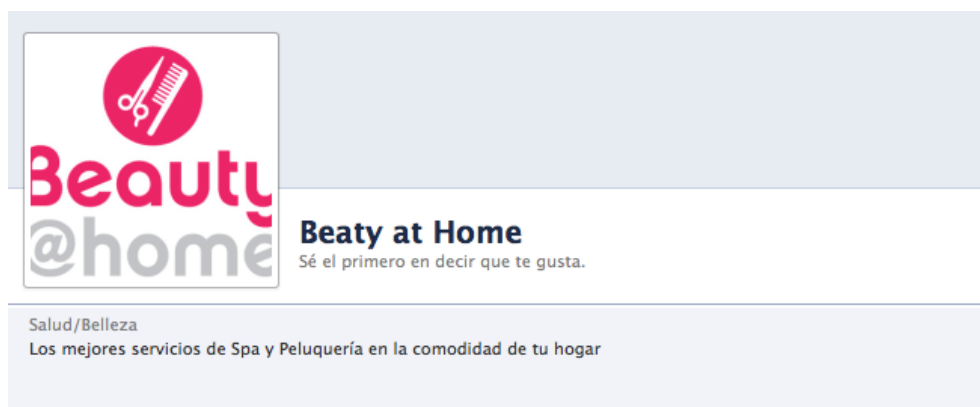 Beauty
@home
Beaty at Home
Sé el primero en decir que te gusta.
Salud/Belleza
Los mejores servicios de Spa y Peluquería en la comodidad de tu hogar